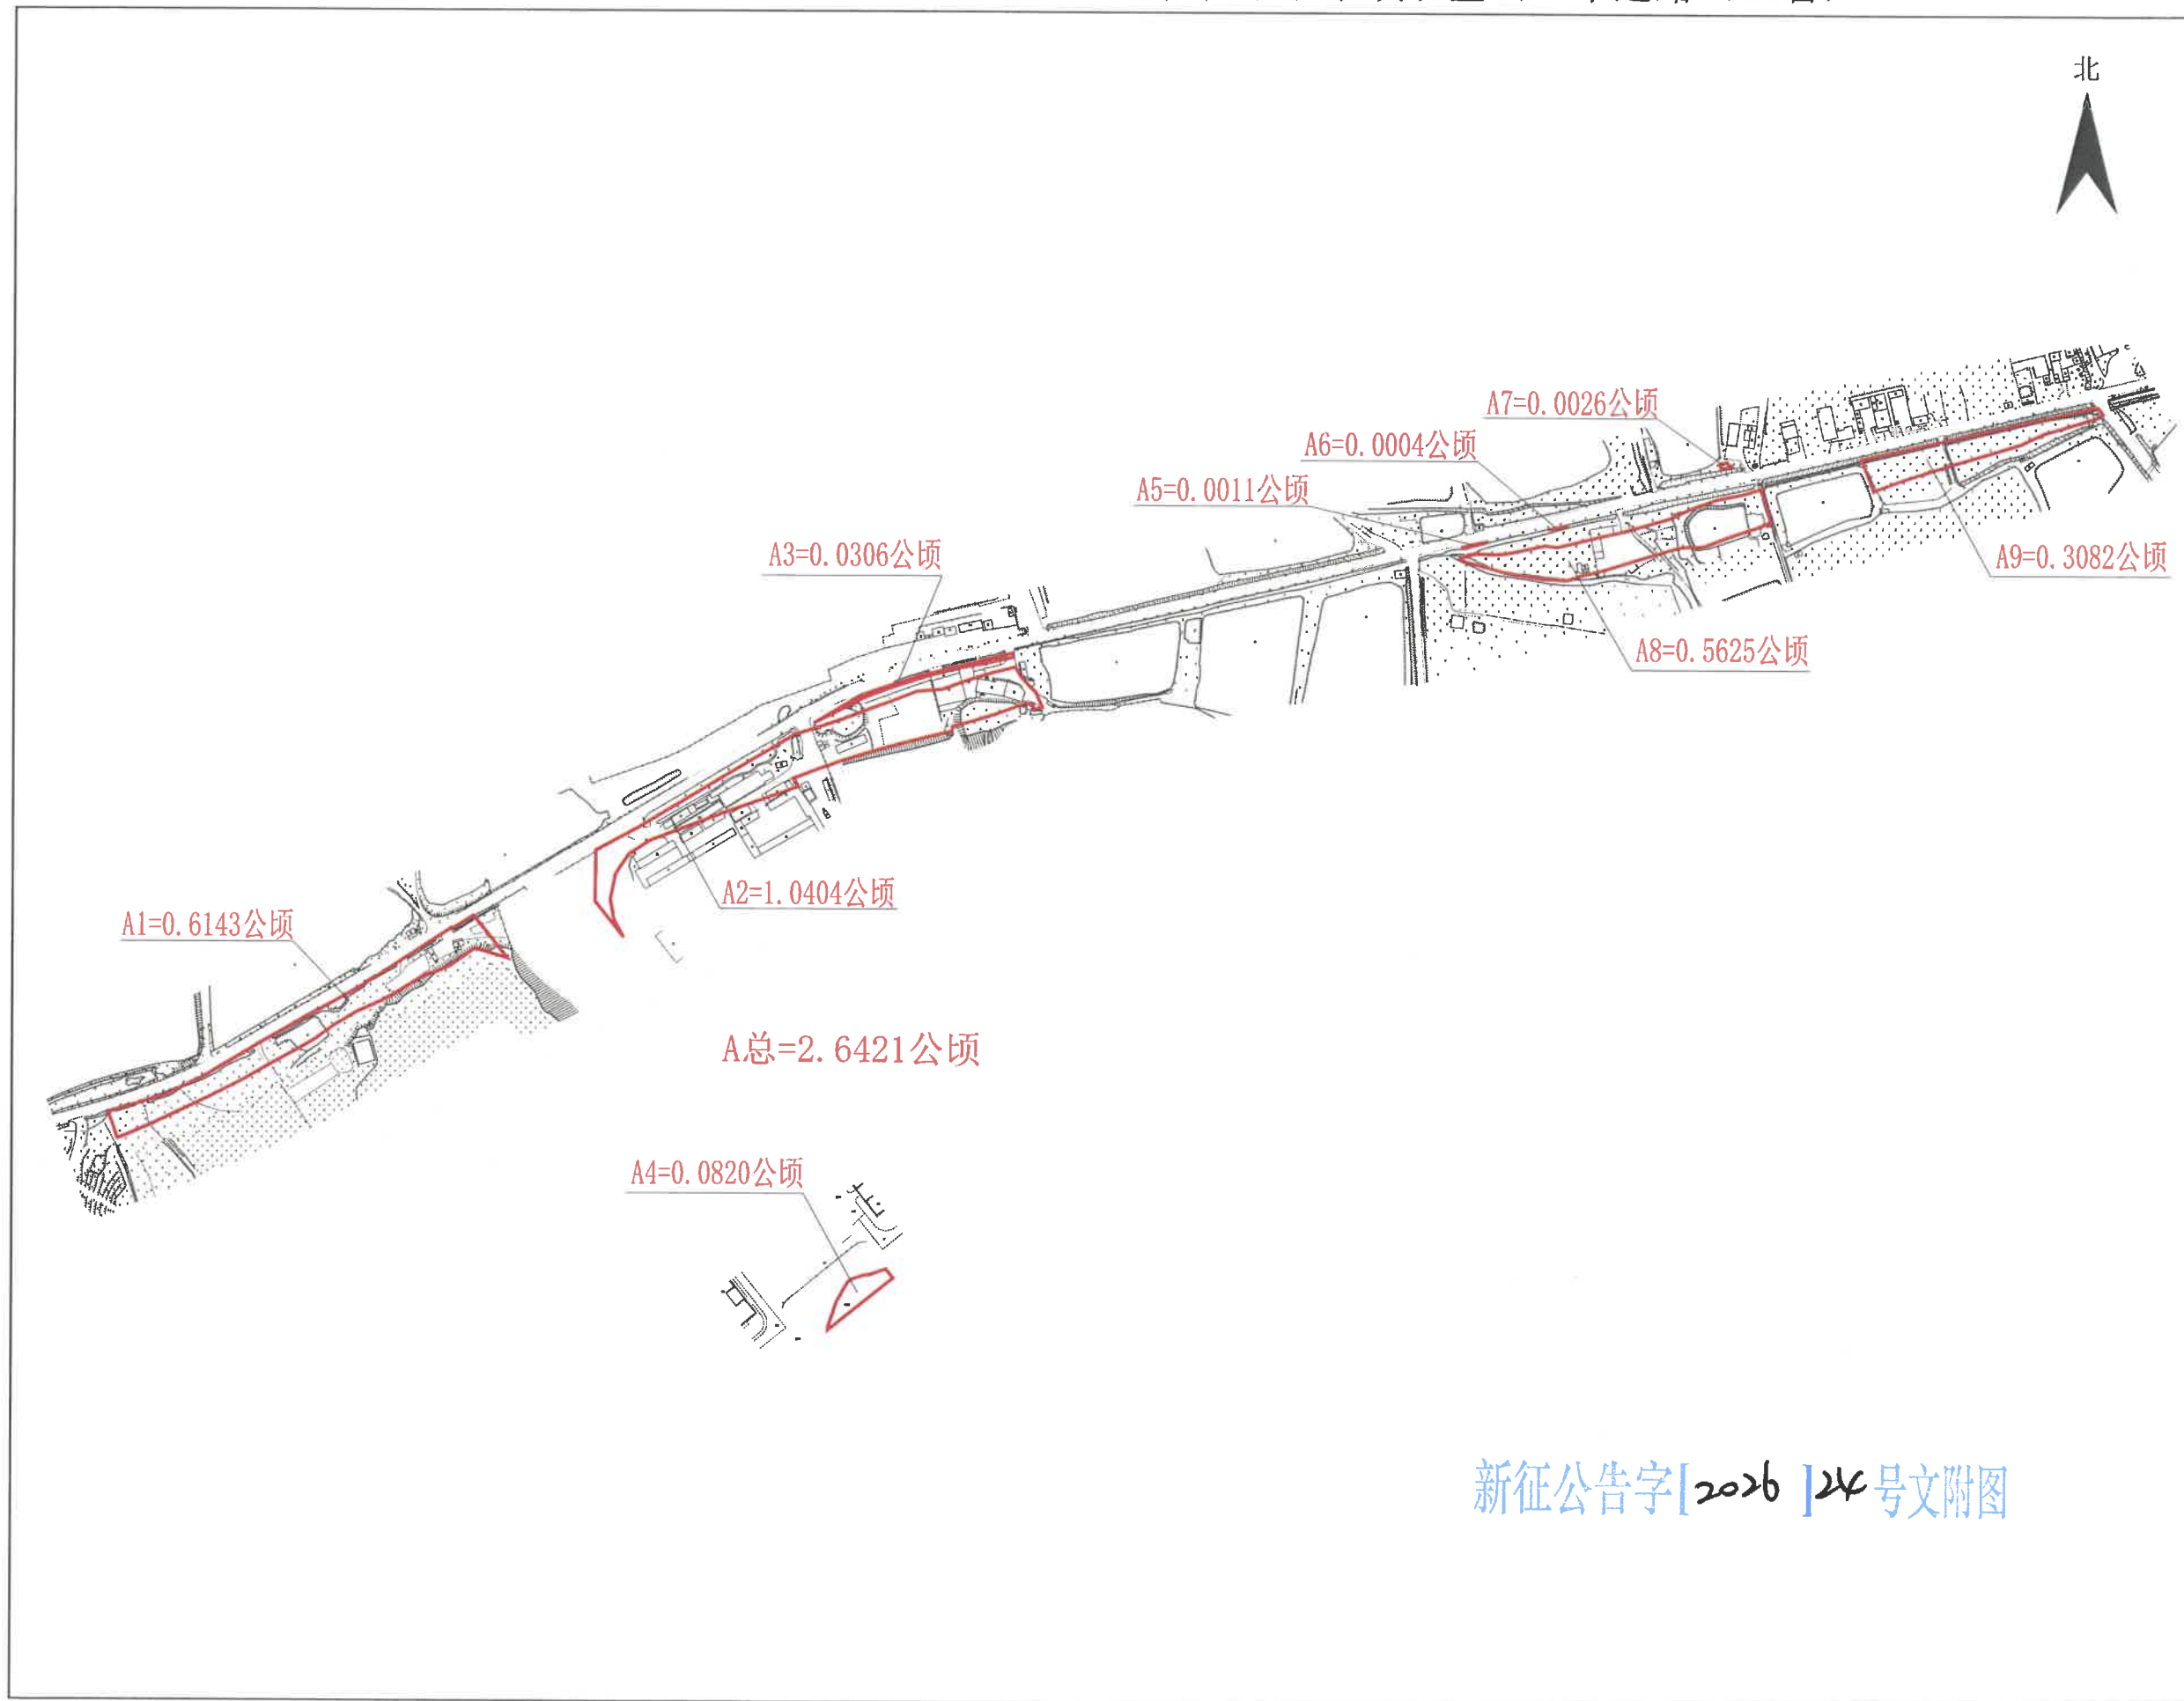 北
A7=0.0026公顷
A6=0.0004公顷
A5=0.0011公顷
A3=0.0306公顷
A9=0.3082公顷
A8=0.5625公顷
A2=1.0404公顷
A1=0.6143公顷
A总=2.6421公顷
A4=0.0820公顷
新征公告字[2026]24号文附图